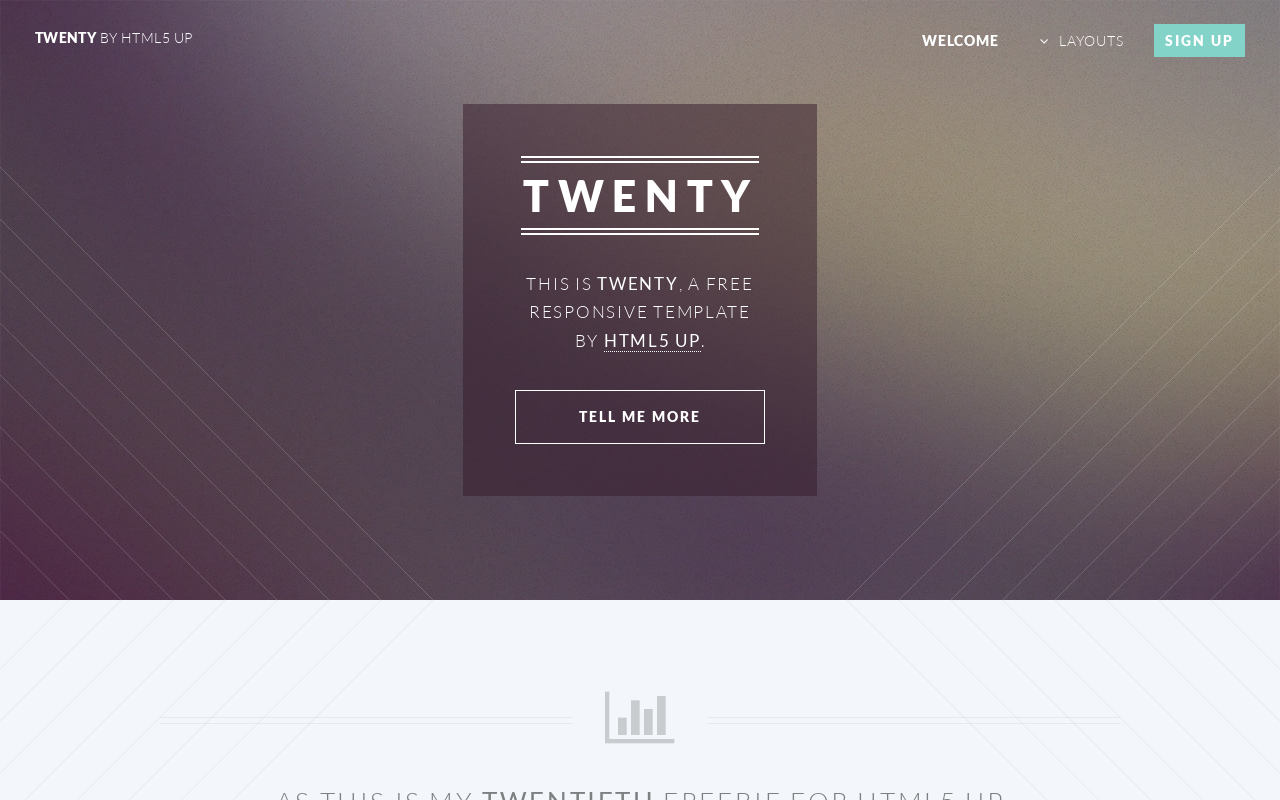 TWENTY BY HTML5 UP
WELCOME
LAYOUTS
SIGN UP
TWENTY
THIS IS TWENTY, A FREE
RESPONSIVE TEMPLATE
BY HTML5 UP.
TELL ME MORE
AS THIS IS MY TWENTIETH FREEBIE FOR HTML5 UP